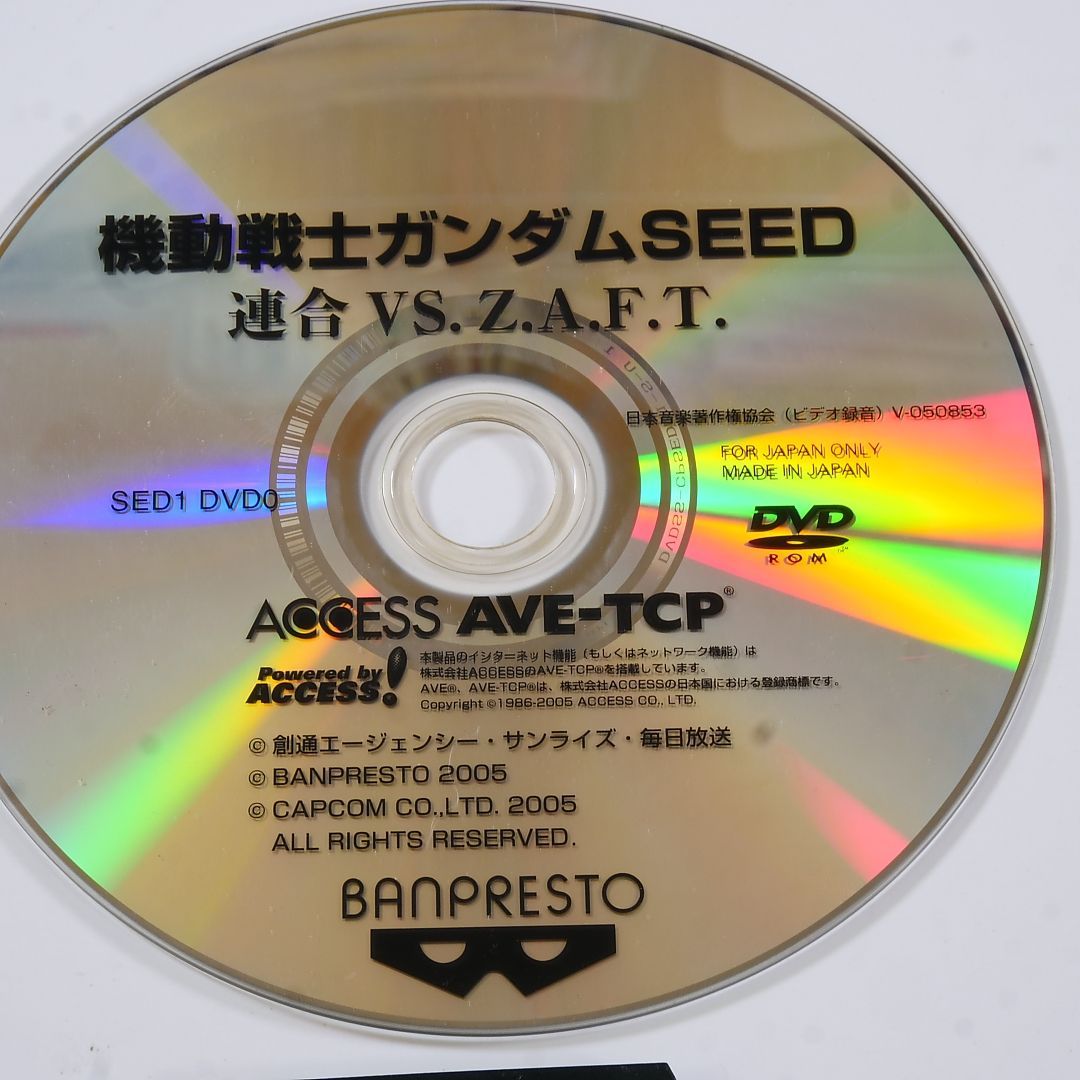 機動戦士ガンダムSEED
連合 VS. Z.A.F.T.
日本音楽著作権協会（ビデオ録音）V-050853
FOR JAPAN ONLY
MADE IN JAPAN
SED1 DVD0
DVD
ROM
ACCESS AVE-TCP®
Powered by
ACCESS!
本製品のインターネット機能（もしくはネットワーク機能）は
株式会社ACCESSのAVE-TCP®を搭載しています。
AVE®、AVE-TCP®は、株式会社ACCESSの日本国における登録商標です。
Copyright ©1986-2005 ACCESS CO., LTD.
© 創通エージェンシー・サンライズ・毎日放送
© BANPRESTO 2005
© CAPCOM CO.,LTD. 2005
ALL RIGHTS RESERVED.
BANPRESTO